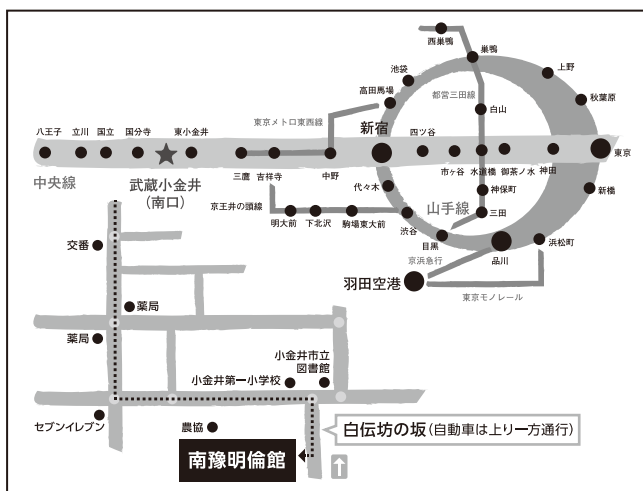 西巣鴨
巣鴨
池袋
上野
高田馬場
都営三田線
秋葉原
東京メトロ東西線
白山
八王子
立川
国立
国分寺
東小金井
新宿
四ツ谷
三鷹
吉祥寺
中野
市ヶ谷
水道橋
御茶ノ水
神田
東京
中央線
武蔵小金井
(南口)
代々木
神保町
新橋
京王井の頭線
山手線
明大前
下北沢
駒場東大前
渋谷
三田
目黒
品川
浜松町
京浜急行
羽田空港
東京モノレール
交番
薬局
薬局
小金井市立
図書館
小金井第一小学校
セブンイレブン
農協
白伝坊の坂(自動車は上り一方通行)
南豫明倫館